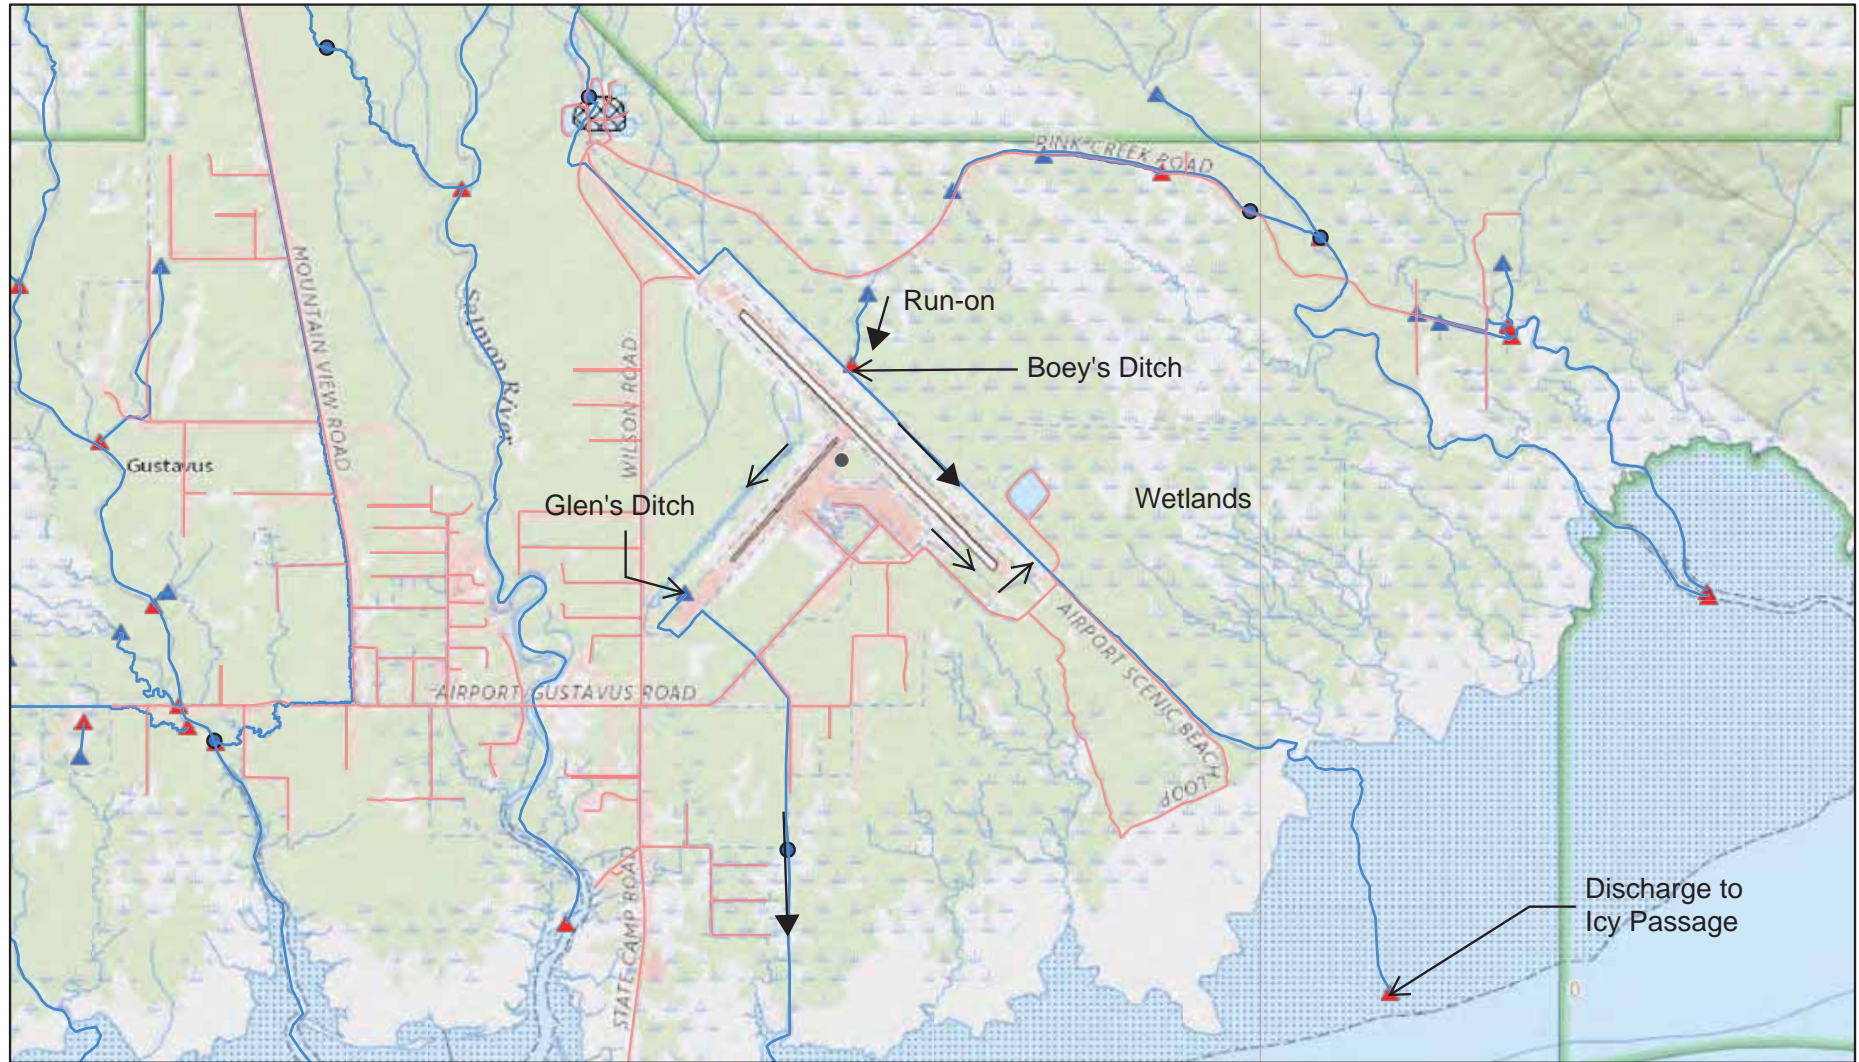 PINK CREEK ROAD
MOUNTAIN VIEW ROAD
Salmon River
WILSON ROAD
Run-on
Boey's Ditch
Gustavus
Glen's Ditch
Wetlands
AIRPORT/GUSTAVUS ROAD
AIRPORT SCENIC BEACH
LOOP
STATE CAMP ROAD
Discharge to
Icy Passage
0